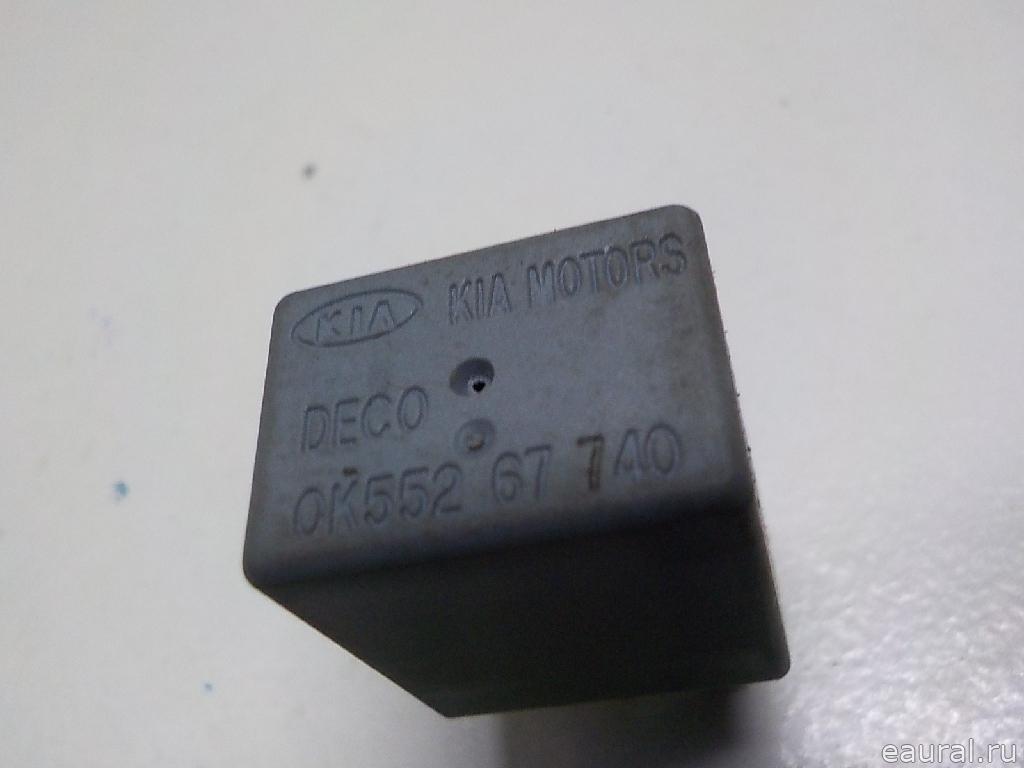 KIA KIA MOTORS
DECO
0K552 67 740
eaural.ru